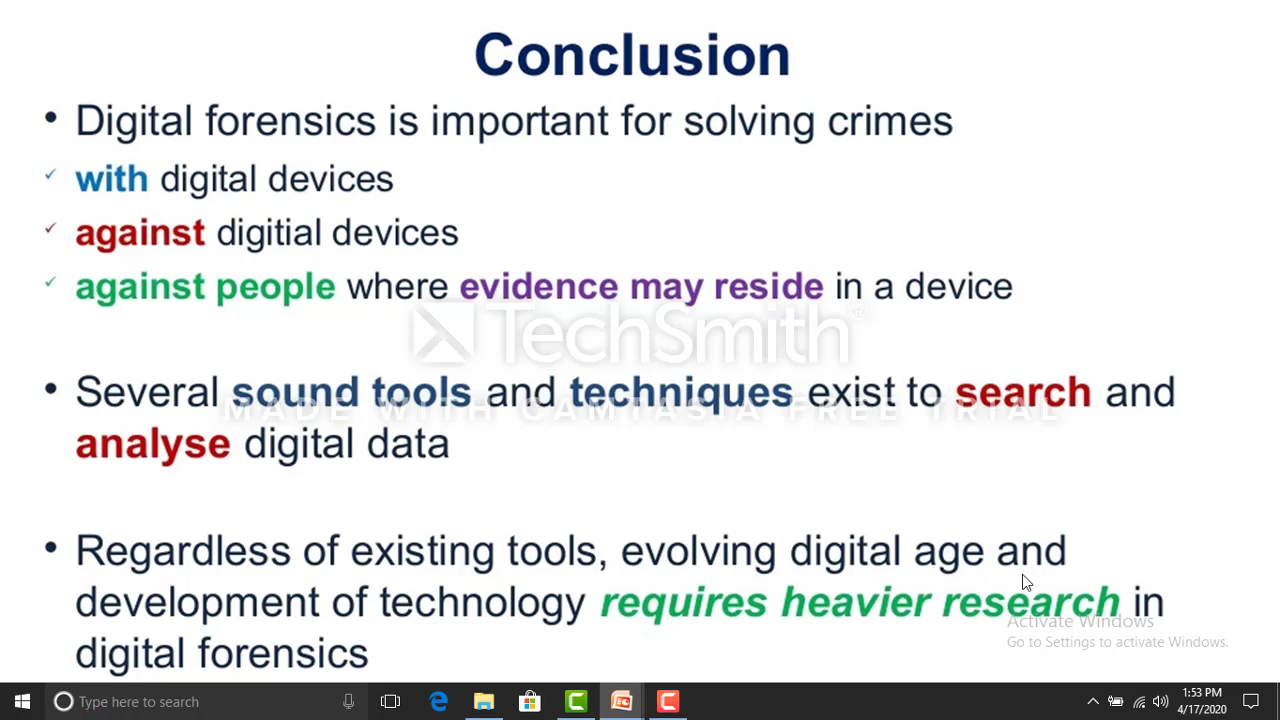 Conclusion
• Digital forensics is important for solving crimes
✓ with digital devices
✓ against digitial devices
✓ against people where evidence may reside in a device
TechSmith
• Several sound tools and techniques exist to search and
MADE WITH CAMTASIA FREE TRIAL
analyse digital data
• Regardless of existing tools, evolving digital age and
development of technology requires heavier research in
Activate Windows
Go to Settings to activate Windows.
digital forensics
Type here to search
1:53 PM
4/17/2020